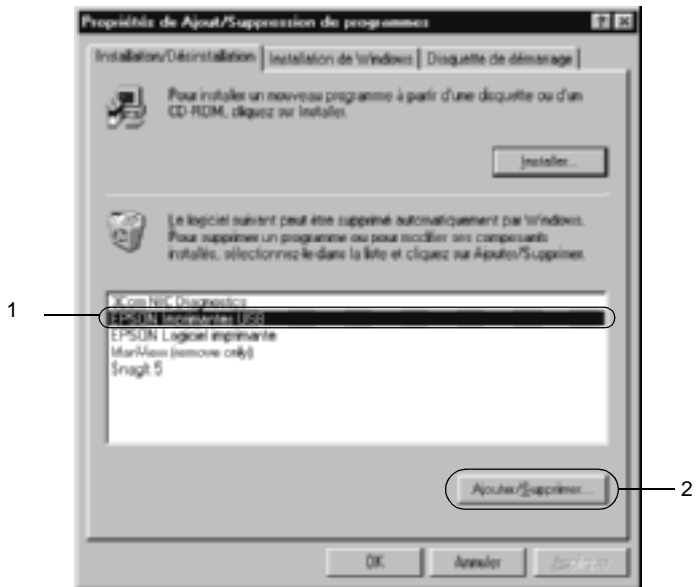 Propriétés de Ajout/Suppression de programmes
Installation/Désinstallation
Installation de Windows
Disquette de démarrage
Pour installer un nouveau programme à partir d'une disquette ou d'un
CD-ROM, cliquez sur Installer.
Installer...
Le logiciel suivant peut être supprimé automatiquement par Windows.
Pour supprimer un programme ou pour modifier ses composants
installés, sélectionnez-le dans la liste et cliquez sur Ajouter/Supprimer.
3Com NIC Diagnostics
1
EPSON Imprimantes USB
EPSON Logiciel imprimante
(remove only)
SnagIt 5
Ajouter/Supprimer...
2
OK
Annuler
Appliquer